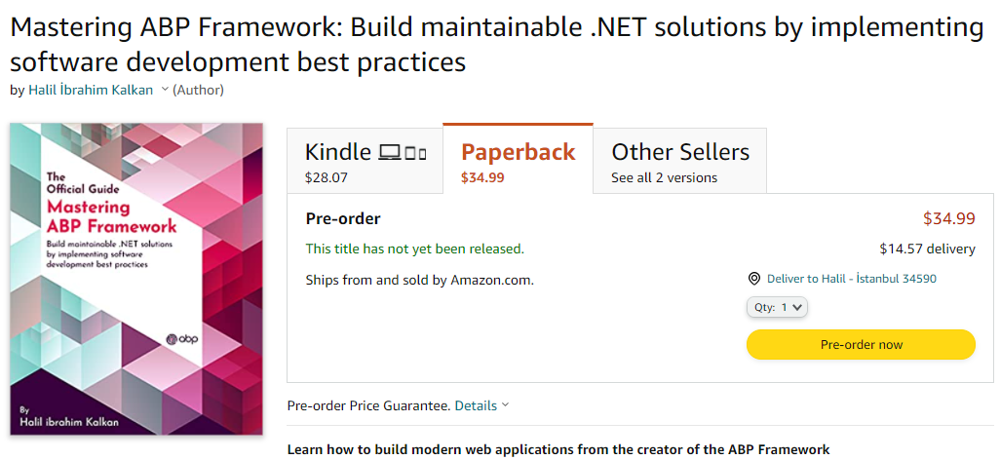 Mastering ABP Framework: Build maintainable .NET solutions by implementing
software development best practices
by Halil İbrahim Kalkan (Author)
The
Official Guide
Mastering
ABP Framework
Build maintainable .NET solutions
by implementing software
development best practices
abp
By
Halil ibrahim Kalkan
Kindle
$28.07
Paperback
$34.99
Other Sellers
See all 2 versions
Pre-order
$34.99
This title has not yet been released.
$14.57 delivery
Ships from and sold by Amazon.com.
Deliver to Halil - İstanbul 34590
Qty: 1
Pre-order now
Pre-order Price Guarantee. Details
Learn how to build modern web applications from the creator of the ABP Framework